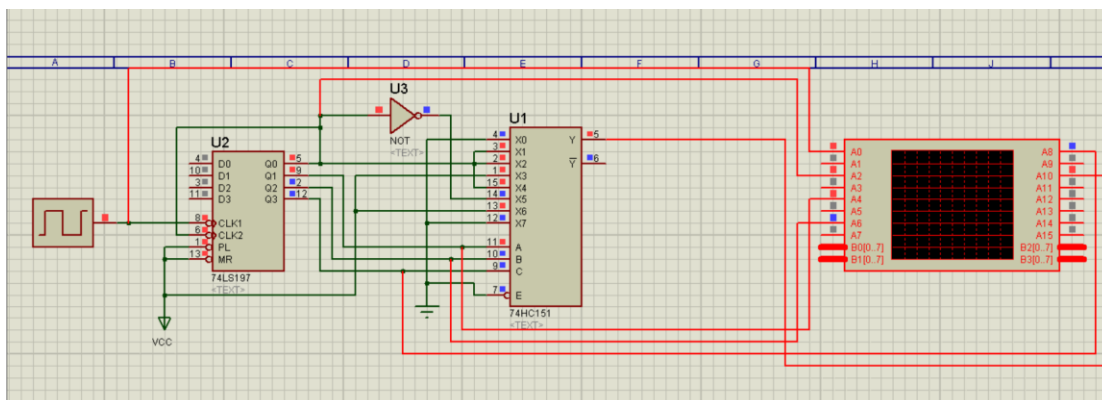 A B C D E F G H J
U3
NOT
<TEXT>
U2
4 D0 Q0 5
10 D1 Q1 9
3 D2 Q2 2
11 D3 Q3 12
8 CLK1
6 CLK2
1 PL
13 MR
74LS197
<TEXT>
VCC
U1
4 X0 Y 5
3 X1
2 X2 Y 6
1 X3
15 X4
14 X5
13 X6
12 X7
11 A
10 B
9 C
7 E
74HC151
<TEXT>
A0 A8
A1 A9
A2 A10
A3 A11
A4 A12
A5 A13
A6 A14
A7 A15
B0[0..7] B2[0..7]
B1[0..7] B3[0..7]